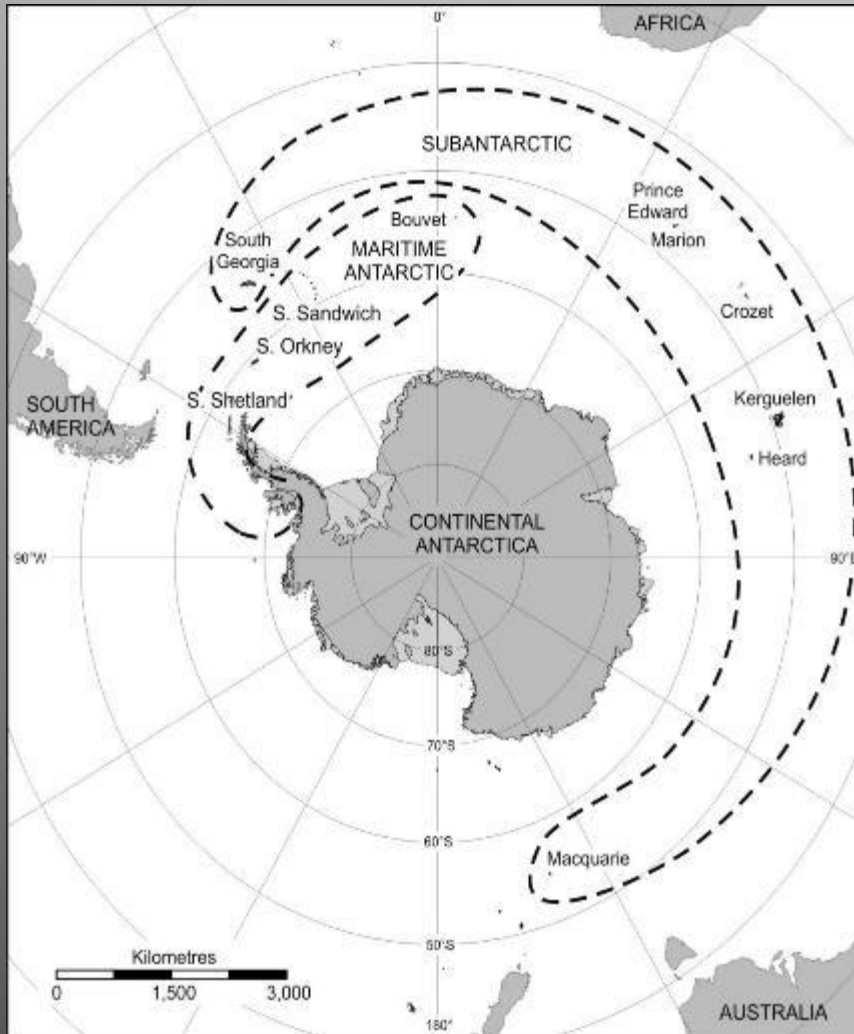 0°
AFRICA
SUBANTARCTIC
Prince
Edward
Marion
Bouvet
South
Georgia
MARITIME
ANTARCTIC
Crozet
S. Sandwich
S. Orkney
S. Shetland
SOUTH
AMERICA
Kerguelen
Heard
CONTINENTAL
ANTARCTICA
90°W
90°E
80°S
70°S
60°S
Macquarie
50°S
Kilometres
0 1,500 3,000
180°
AUSTRALIA